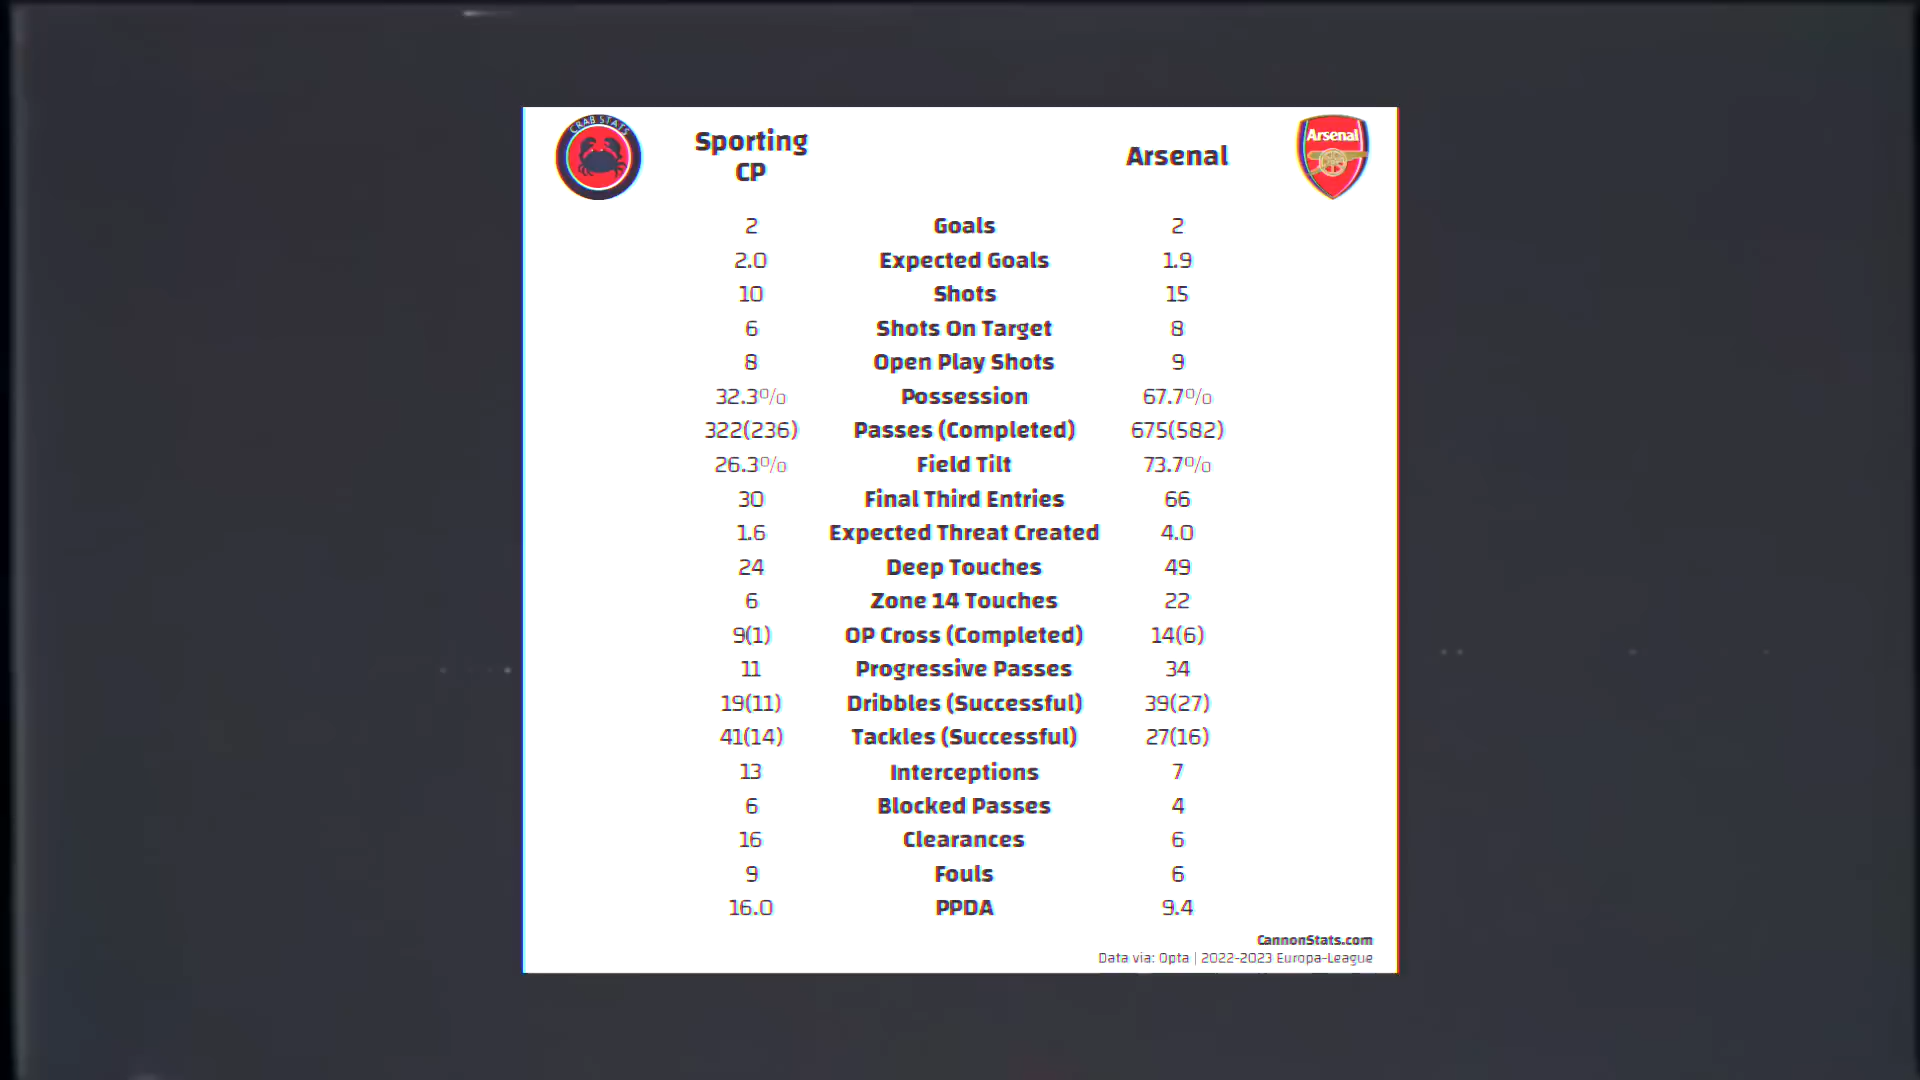 CRAB STATS
Sporting
CP
Arsenal
Arsenal
2 Goals 2
2.0 Expected Goals 1.9
10 Shots 15
6 Shots On Target 8
8 Open Play Shots 9
32.3% Possession 67.7%
322(236) Passes (Completed) 675(582)
26.3% Field Tilt 73.7%
30 Final Third Entries 66
1.6 Expected Threat Created 4.0
24 Deep Touches 49
6 Zone 14 Touches 22
9(1) OP Cross (Completed) 14(6)
11 Progressive Passes 34
19(11) Dribbles (Successful) 39(27)
41(14) Tackles (Successful) 27(16)
13 Interceptions 7
6 Blocked Passes 4
16 Clearances 6
9 Fouls 6
16.0 PPDA 9.4
CannonStats.com
Data via: Opta | 2022-2023 Europa-League